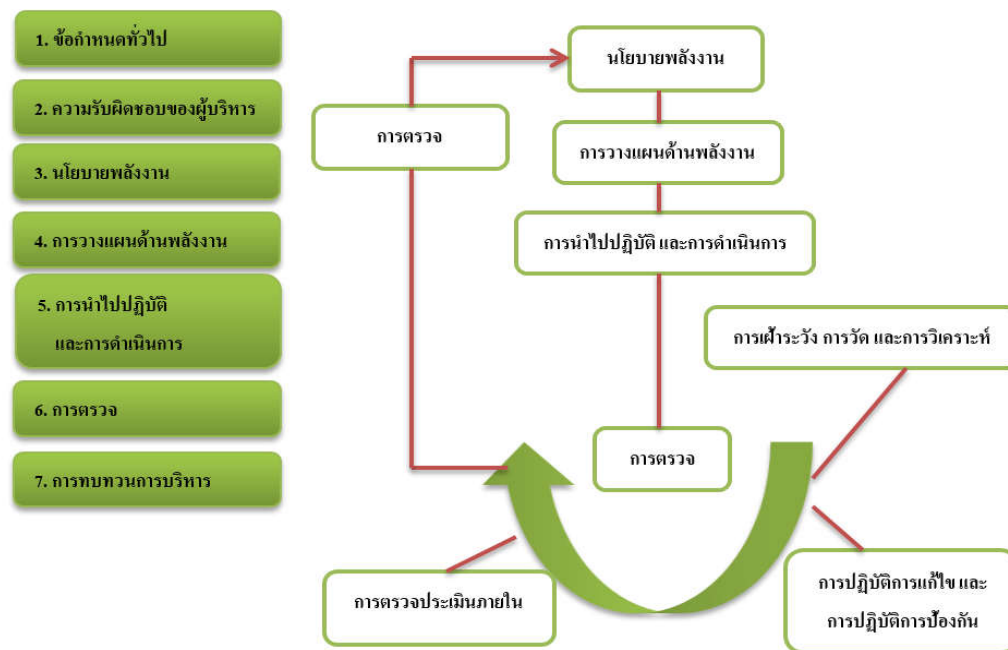 1. ข้อกำหนดทั่วไป
2. ความรับผิดชอบของผู้บริหาร
3. นโยบายพลังงาน
4. การวางแผนด้านพลังงาน
5. การนำไปปฏิบัติ
และการดำเนินการ
6. การตรวจ
7. การทบทวนการบริหาร
นโยบายพลังงาน
การตรวจ
การวางแผนด้านพลังงาน
การนำไปปฏิบัติ และการดำเนินการ
การเฝ้าระวัง การวัด และการวิเคราะห์
การตรวจ
การตรวจประเมินภายใน
การปฏิบัติการแก้ไข และ
การปฏิบัติการป้องกัน